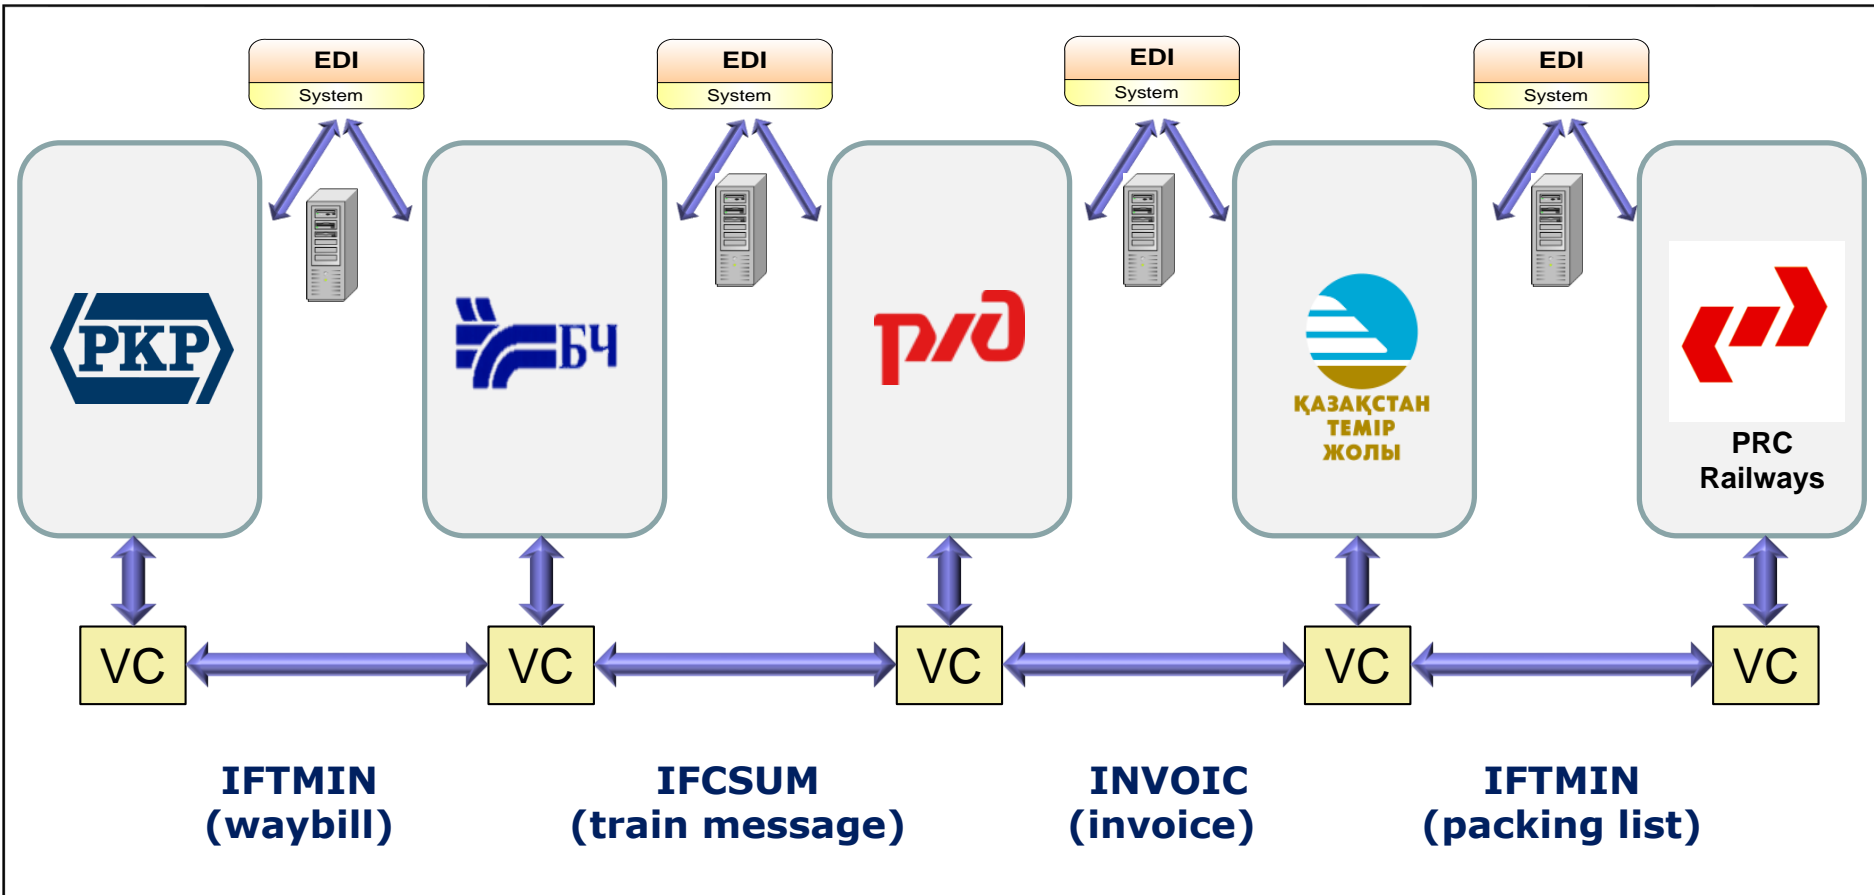 EDI
System
EDI
System
EDI
System
EDI
System
PKP
БЧ
ржд
ҚАЗАҚСТАН
ТЕМІР
ЖОЛЫ
PRC
Railways
VC
VC
VC
VC
VC
IFTMIN
(waybill)
IFCSUM
(train message)
INVOIC
(invoice)
IFTMIN
(packing list)